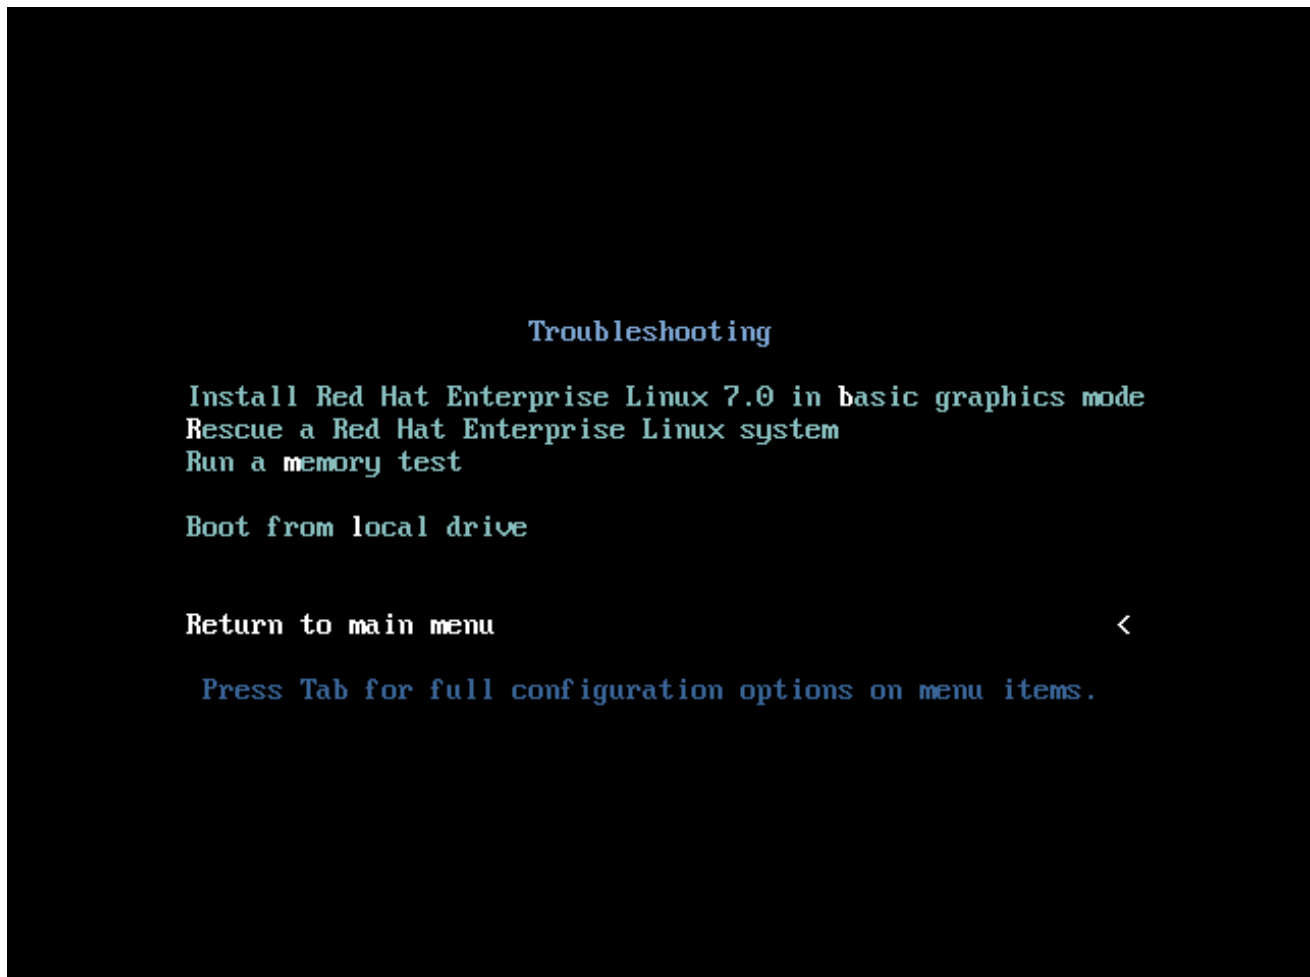 Troubleshooting
Install Red Hat Enterprise Linux 7.0 in basic graphics mode
Rescue a Red Hat Enterprise Linux system
Run a memory test
Boot from local drive
Return to main menu <
Press Tab for full configuration options on menu items.